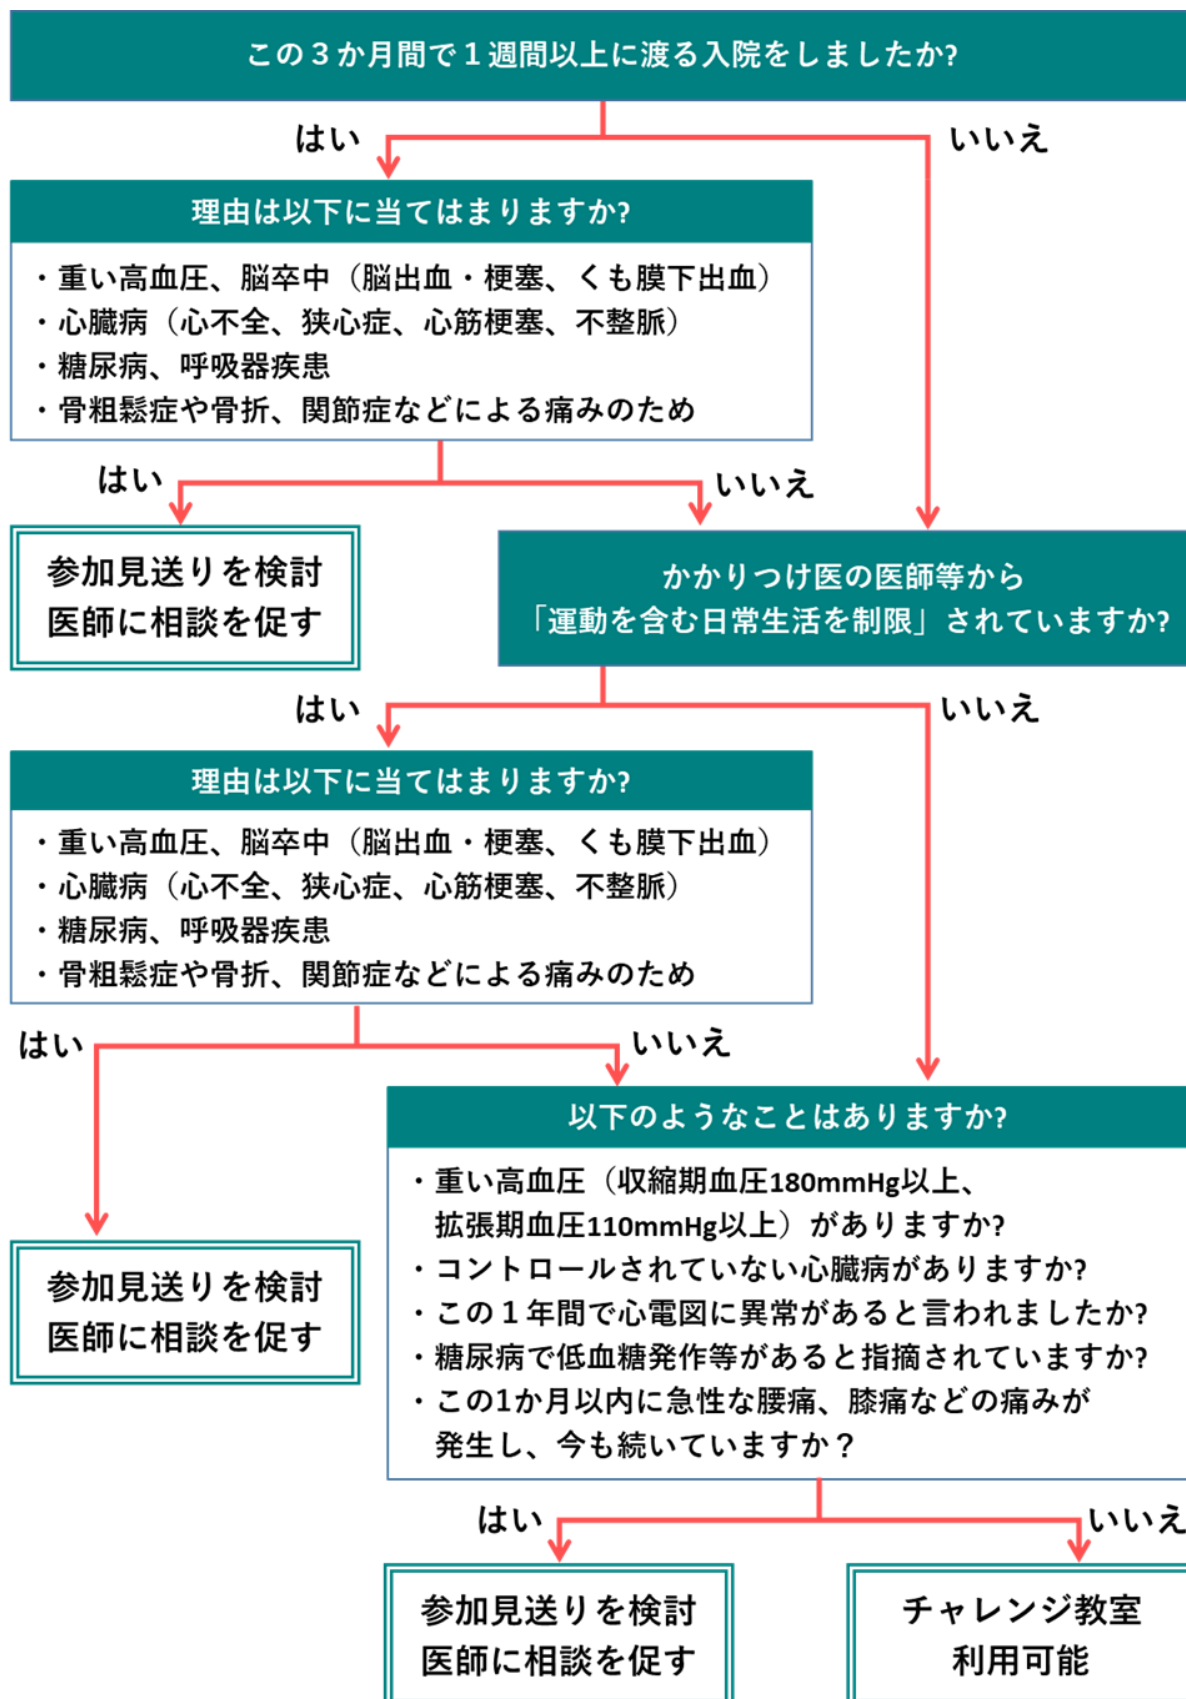 この３か月間で１週間以上に渡る入院をしましたか?
はい
いいえ
理由は以下に当てはまりますか?
・重い高血圧、脳卒中（脳出血・梗塞、くも膜下出血）
・心臓病（心不全、狭心症、心筋梗塞、不整脈）
・糖尿病、呼吸器疾患
・骨粗鬆症や骨折、関節症などによる痛みのため
はい
いいえ
参加見送りを検討
医師に相談を促す
かかりつけ医の医師等から
「運動を含む日常生活を制限」されていますか?
はい
いいえ
理由は以下に当てはまりますか?
・重い高血圧、脳卒中（脳出血・梗塞、くも膜下出血）
・心臓病（心不全、狭心症、心筋梗塞、不整脈）
・糖尿病、呼吸器疾患
・骨粗鬆症や骨折、関節症などによる痛みのため
はい
いいえ
参加見送りを検討
医師に相談を促す
以下のようなことはありますか?
・重い高血圧（収縮期血圧180mmHg以上、
拡張期血圧110mmHg以上）がありますか?
・コントロールされていない心臓病がありますか?
・この１年間で心電図に異常があると言われましたか?
・糖尿病で低血糖発作等があると指摘されていますか?
・この1か月以内に急性な腰痛、膝痛などの痛みが
発生し、今も続いていますか？
はい
いいえ
参加見送りを検討
医師に相談を促す
チャレンジ教室
利用可能